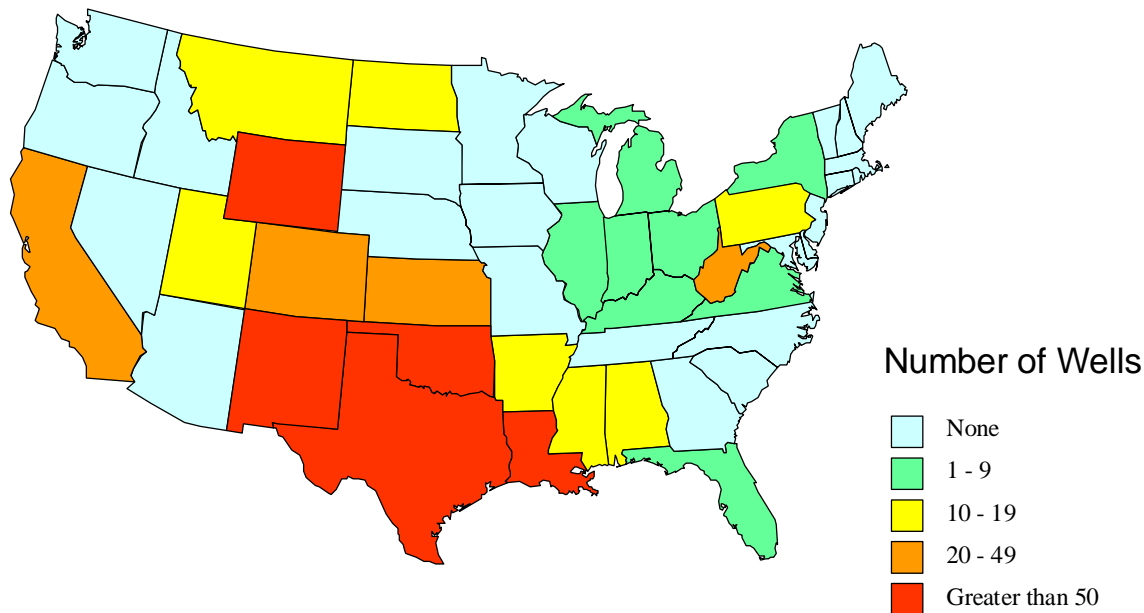 Number of Wells
None
1 - 9
10 - 19
20 - 49
Greater than 50